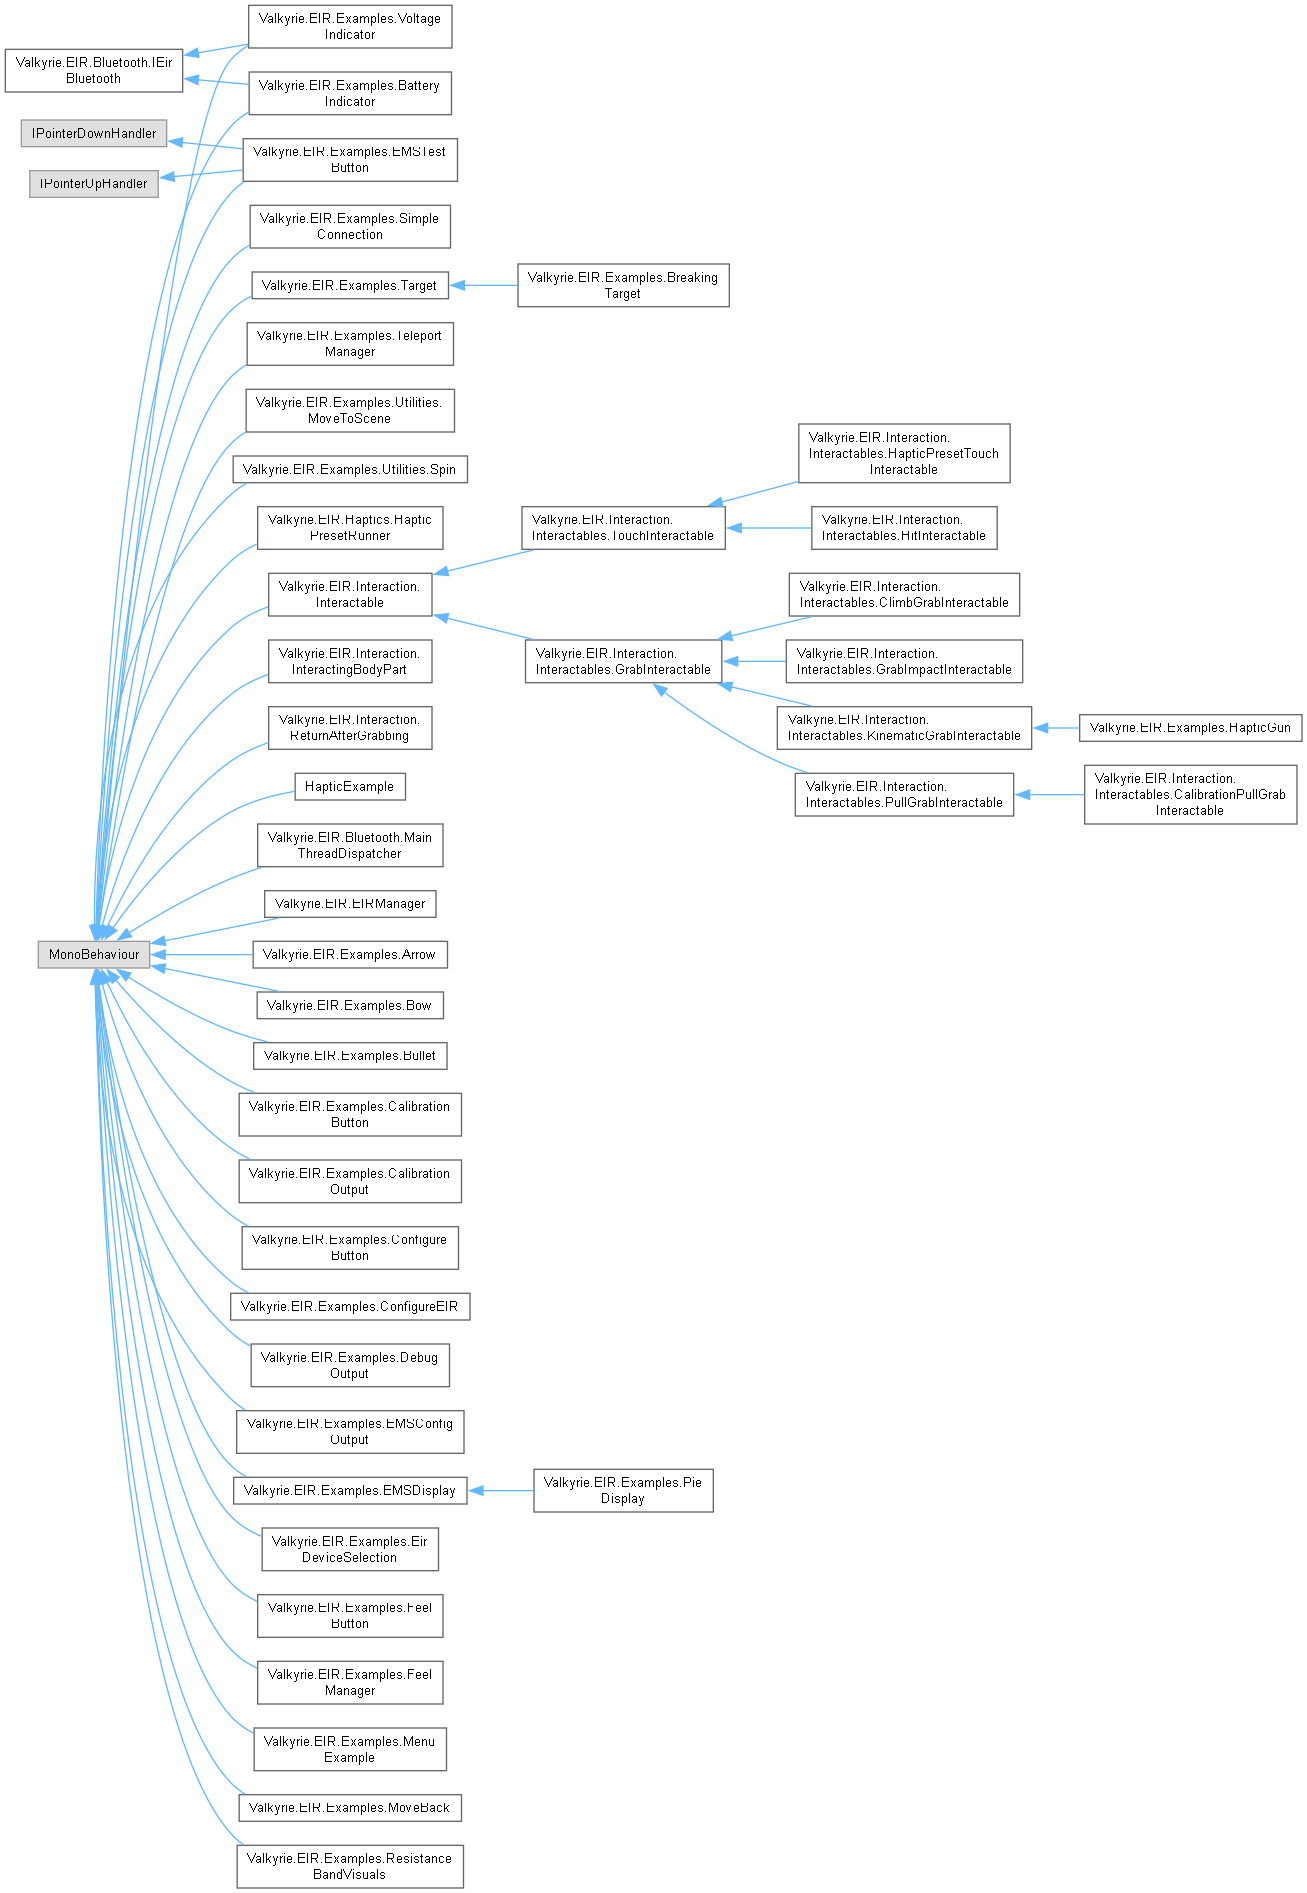 Valkyrie.EIR.Examples.Voltage
Indicator
Valkyrie.EIR.Bluetooth.IEir
Bluetooth
Valkyrie.EIR.Examples.Battery
Indicator
IPointerDownHandler
Valkyrie.EIR.Examples.EMSTest
Button
IPointerUpHandler
Valkyrie.EIR.Examples.Simple
Connection
Valkyrie.EIR.Examples.Target
Valkyrie.EIR.Examples.Breaking
Target
Valkyrie.EIR.Examples.Teleport
Manager
Valkyrie.EIR.Examples.Utilities.
MoveToScene
Valkyrie.EIR.Examples.Utilities.Spin
Valkyrie.EIR.Haptics.Haptic
PresetRunner
Valkyrie.EIR.Interaction.
Interactable
Valkyrie.EIR.Interaction.
Interactables.TouchInteractable
Valkyrie.EIR.Interaction.
Interactables.HapticPresetTouch
Interactable
Valkyrie.EIR.Interaction.
Interactables.HitInteractable
Valkyrie.EIR.Interaction.
Interactables.GrabInteractable
Valkyrie.EIR.Interaction.
Interactables.ClimbGrabInteractable
Valkyrie.EIR.Interaction.
Interactables.GrabImpactInteractable
Valkyrie.EIR.Interaction.
Interactables.KinematicGrabInteractable
Valkyrie.EIR.Examples.HapticGun
Valkyrie.EIR.Interaction.
Interactables.PullGrabInteractable
Valkyrie.EIR.Interaction.
Interactables.CalibrationPullGrab
Interactable
Valkyrie.EIR.Interaction.
InteractingBodyPart
Valkyrie.EIR.Interaction.
ReturnAfterGrabbing
HapticExample
Valkyrie.EIR.Bluetooth.Main
ThreadDispatcher
Valkyrie.EIR.EIRManager
MonoBehaviour
Valkyrie.EIR.Examples.Arrow
Valkyrie.EIR.Examples.Bow
Valkyrie.EIR.Examples.Bullet
Valkyrie.EIR.Examples.Calibration
Button
Valkyrie.EIR.Examples.Calibration
Output
Valkyrie.EIR.Examples.Configure
Button
Valkyrie.EIR.Examples.ConfigureEIR
Valkyrie.EIR.Examples.Debug
Output
Valkyrie.EIR.Examples.EMSConfig
Output
Valkyrie.EIR.Examples.EMSDisplay
Valkyrie.EIR.Examples.Pie
Display
Valkyrie.EIR.Examples.Eir
DeviceSelection
Valkyrie.EIR.Examples.Feel
Button
Valkyrie.EIR.Examples.Feel
Manager
Valkyrie.EIR.Examples.Menu
Example
Valkyrie.EIR.Examples.MoveBack
Valkyrie.EIR.Examples.Resistance
BandVisuals